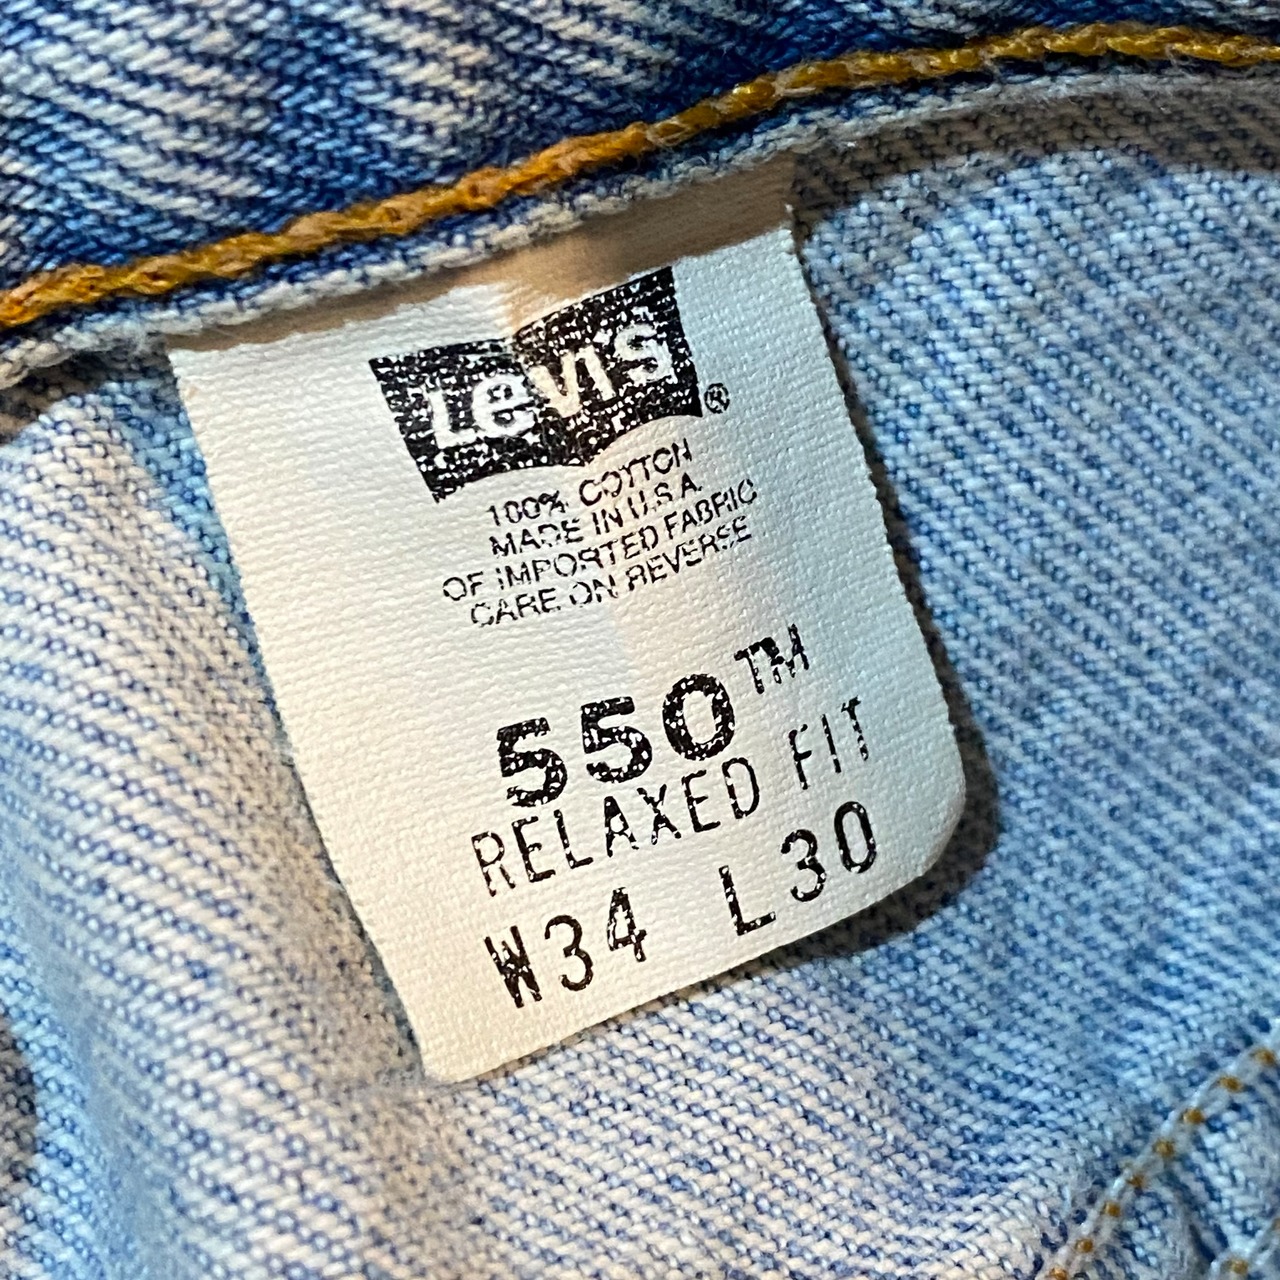 Levi's®
100% COTTON
MADE IN U.S.A.
OF IMPORTED FABRIC
CARE ON REVERSE
550™
RELAXED FIT
W34 L30